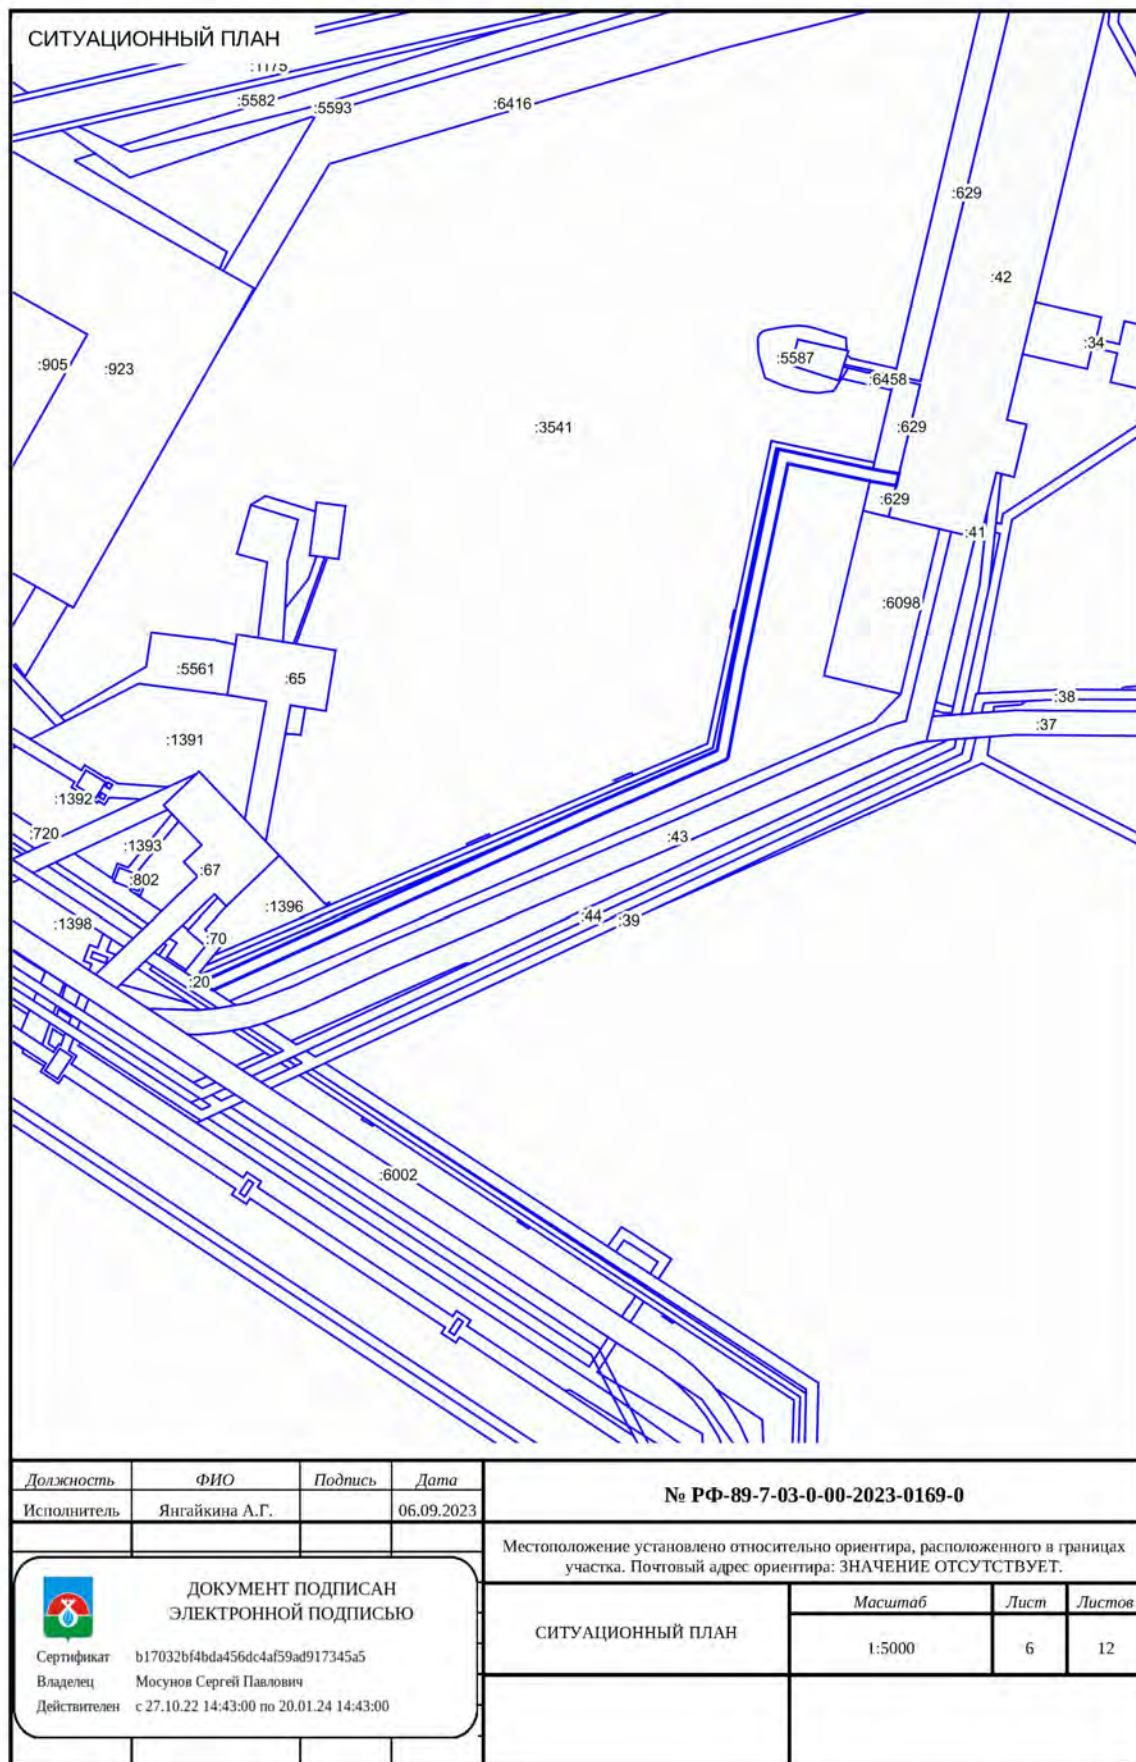 СИТУАЦИОННЫЙ ПЛАН
:1175
:5582
:5593
:6416
:629
:42
:34
:905
:923
:5587
:6458
:3541
:629
:629
:41
:6098
:5561
:65
:38
:37
:1391
:1392
:720
:1393
:802
:67
:43
:1396
:44
:39
:1398
:70
:20
:6002
Должность ФИО Подпись Дата
Исполнитель Янгайкина А.Г. 06.09.2023
№ РФ-89-7-03-0-00-2023-0169-0
Местоположение установлено относительно ориентира, расположенного в границах
участка. Почтовый адрес ориентира: ЗНАЧЕНИЕ ОТСУТСТВУЕТ.
ДОКУМЕНТ ПОДПИСАН
ЭЛЕКТРОННОЙ ПОДПИСЬЮ
Сертификат b17032bf4bda456dc4af59ad917345a5
Владелец Мосунов Сергей Павлович
Действителен с 27.10.22 14:43:00 по 20.01.24 14:43:00
СИТУАЦИОННЫЙ ПЛАН
Масштаб Лист Листов
1:5000 6 12